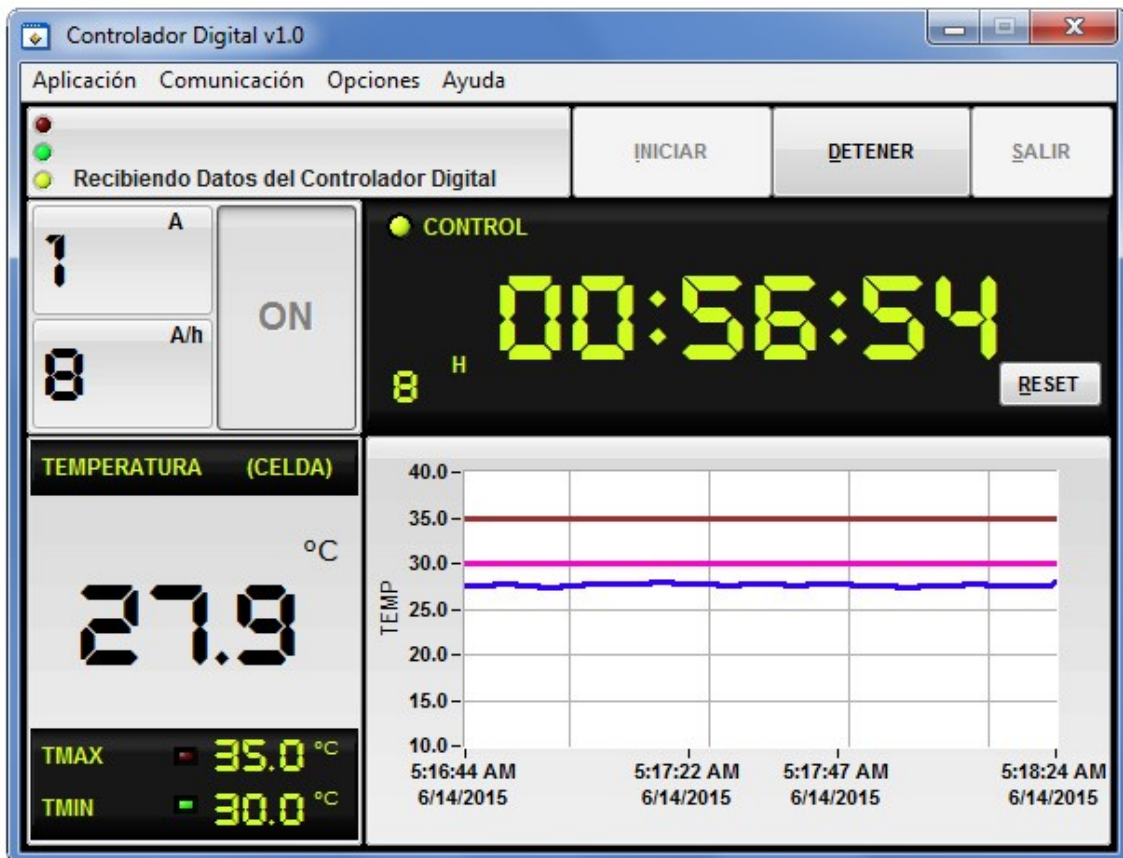 Controlador Digital v1.0
Aplicación Comunicación Opciones Ayuda
Recibiendo Datos del Controlador Digital
INICIAR DETENER SALIR
1 A
8 A/h
ON
CONTROL
00:56:54
8 H
RESET
TEMPERATURA (CELDA)
°C
27.9
TMAX 35.0 °C
TMIN 30.0 °C
TEMP
40.0
35.0
30.0
25.0
20.0
15.0
10.0
5:16:44 AM 5:17:22 AM 5:17:47 AM 5:18:24 AM
6/14/2015 6/14/2015 6/14/2015 6/14/2015